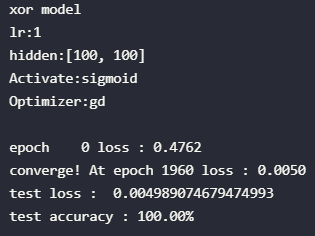 xor model
lr:1
hidden:[100, 100]
Activate:sigmoid
Optimizer:gd
epoch    0 loss : 0.4762
converge! At epoch 1960 loss : 0.0050
test loss :  0.004989074679474993
test accuracy : 100.00%